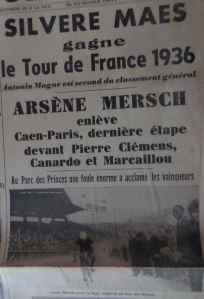 SILVERE MAES
gagne
le Tour de France 1936
Antonin Magne est second du classement général
ARSÈNE MERSCH
enlève
Caen-Paris, dernière étape
devant Pierre Clémens,
Canardo et Marcaillou
Au Parc des Princes une foule énorme a acclamé les vainqueurs